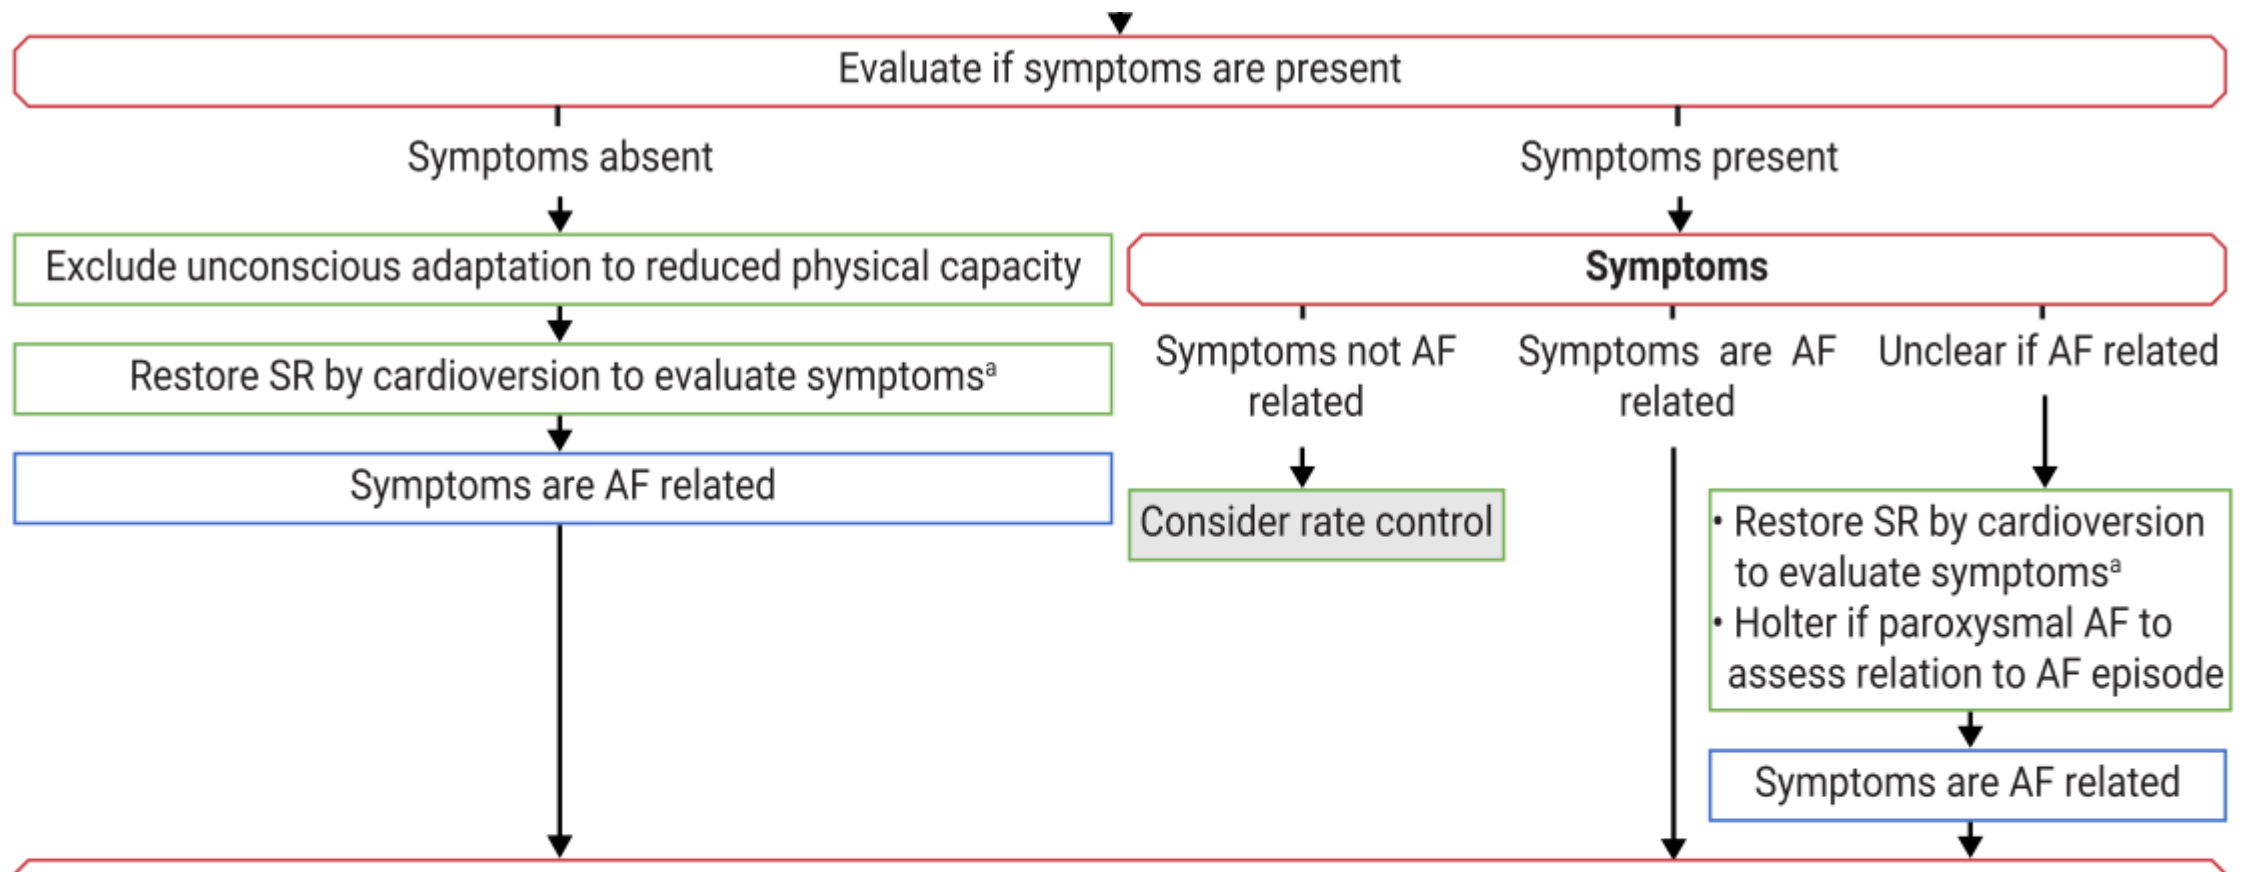 Evaluate if symptoms are present
Symptoms absent
Symptoms present
Exclude unconscious adaptation to reduced physical capacity
Restore SR by cardioversion to evaluate symptomsᵃ
Symptoms are AF related
Symptoms
Symptoms not AF
related
Consider rate control
Symptoms are AF
related
Unclear if AF related
• Restore SR by cardioversion
to evaluate symptomsᵃ
• Holter if paroxysmal AF to
assess relation to AF episode
Symptoms are AF related